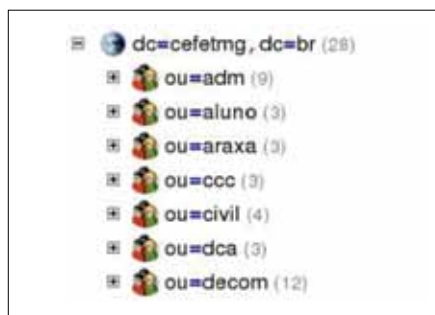 dc=cefetmg, dc=br (28)
ou=adm (9)
ou=aluno (3)
ou=araxa (3)
ou=ccc (3)
ou=civil (4)
ou=dca (3)
ou=decom (12)